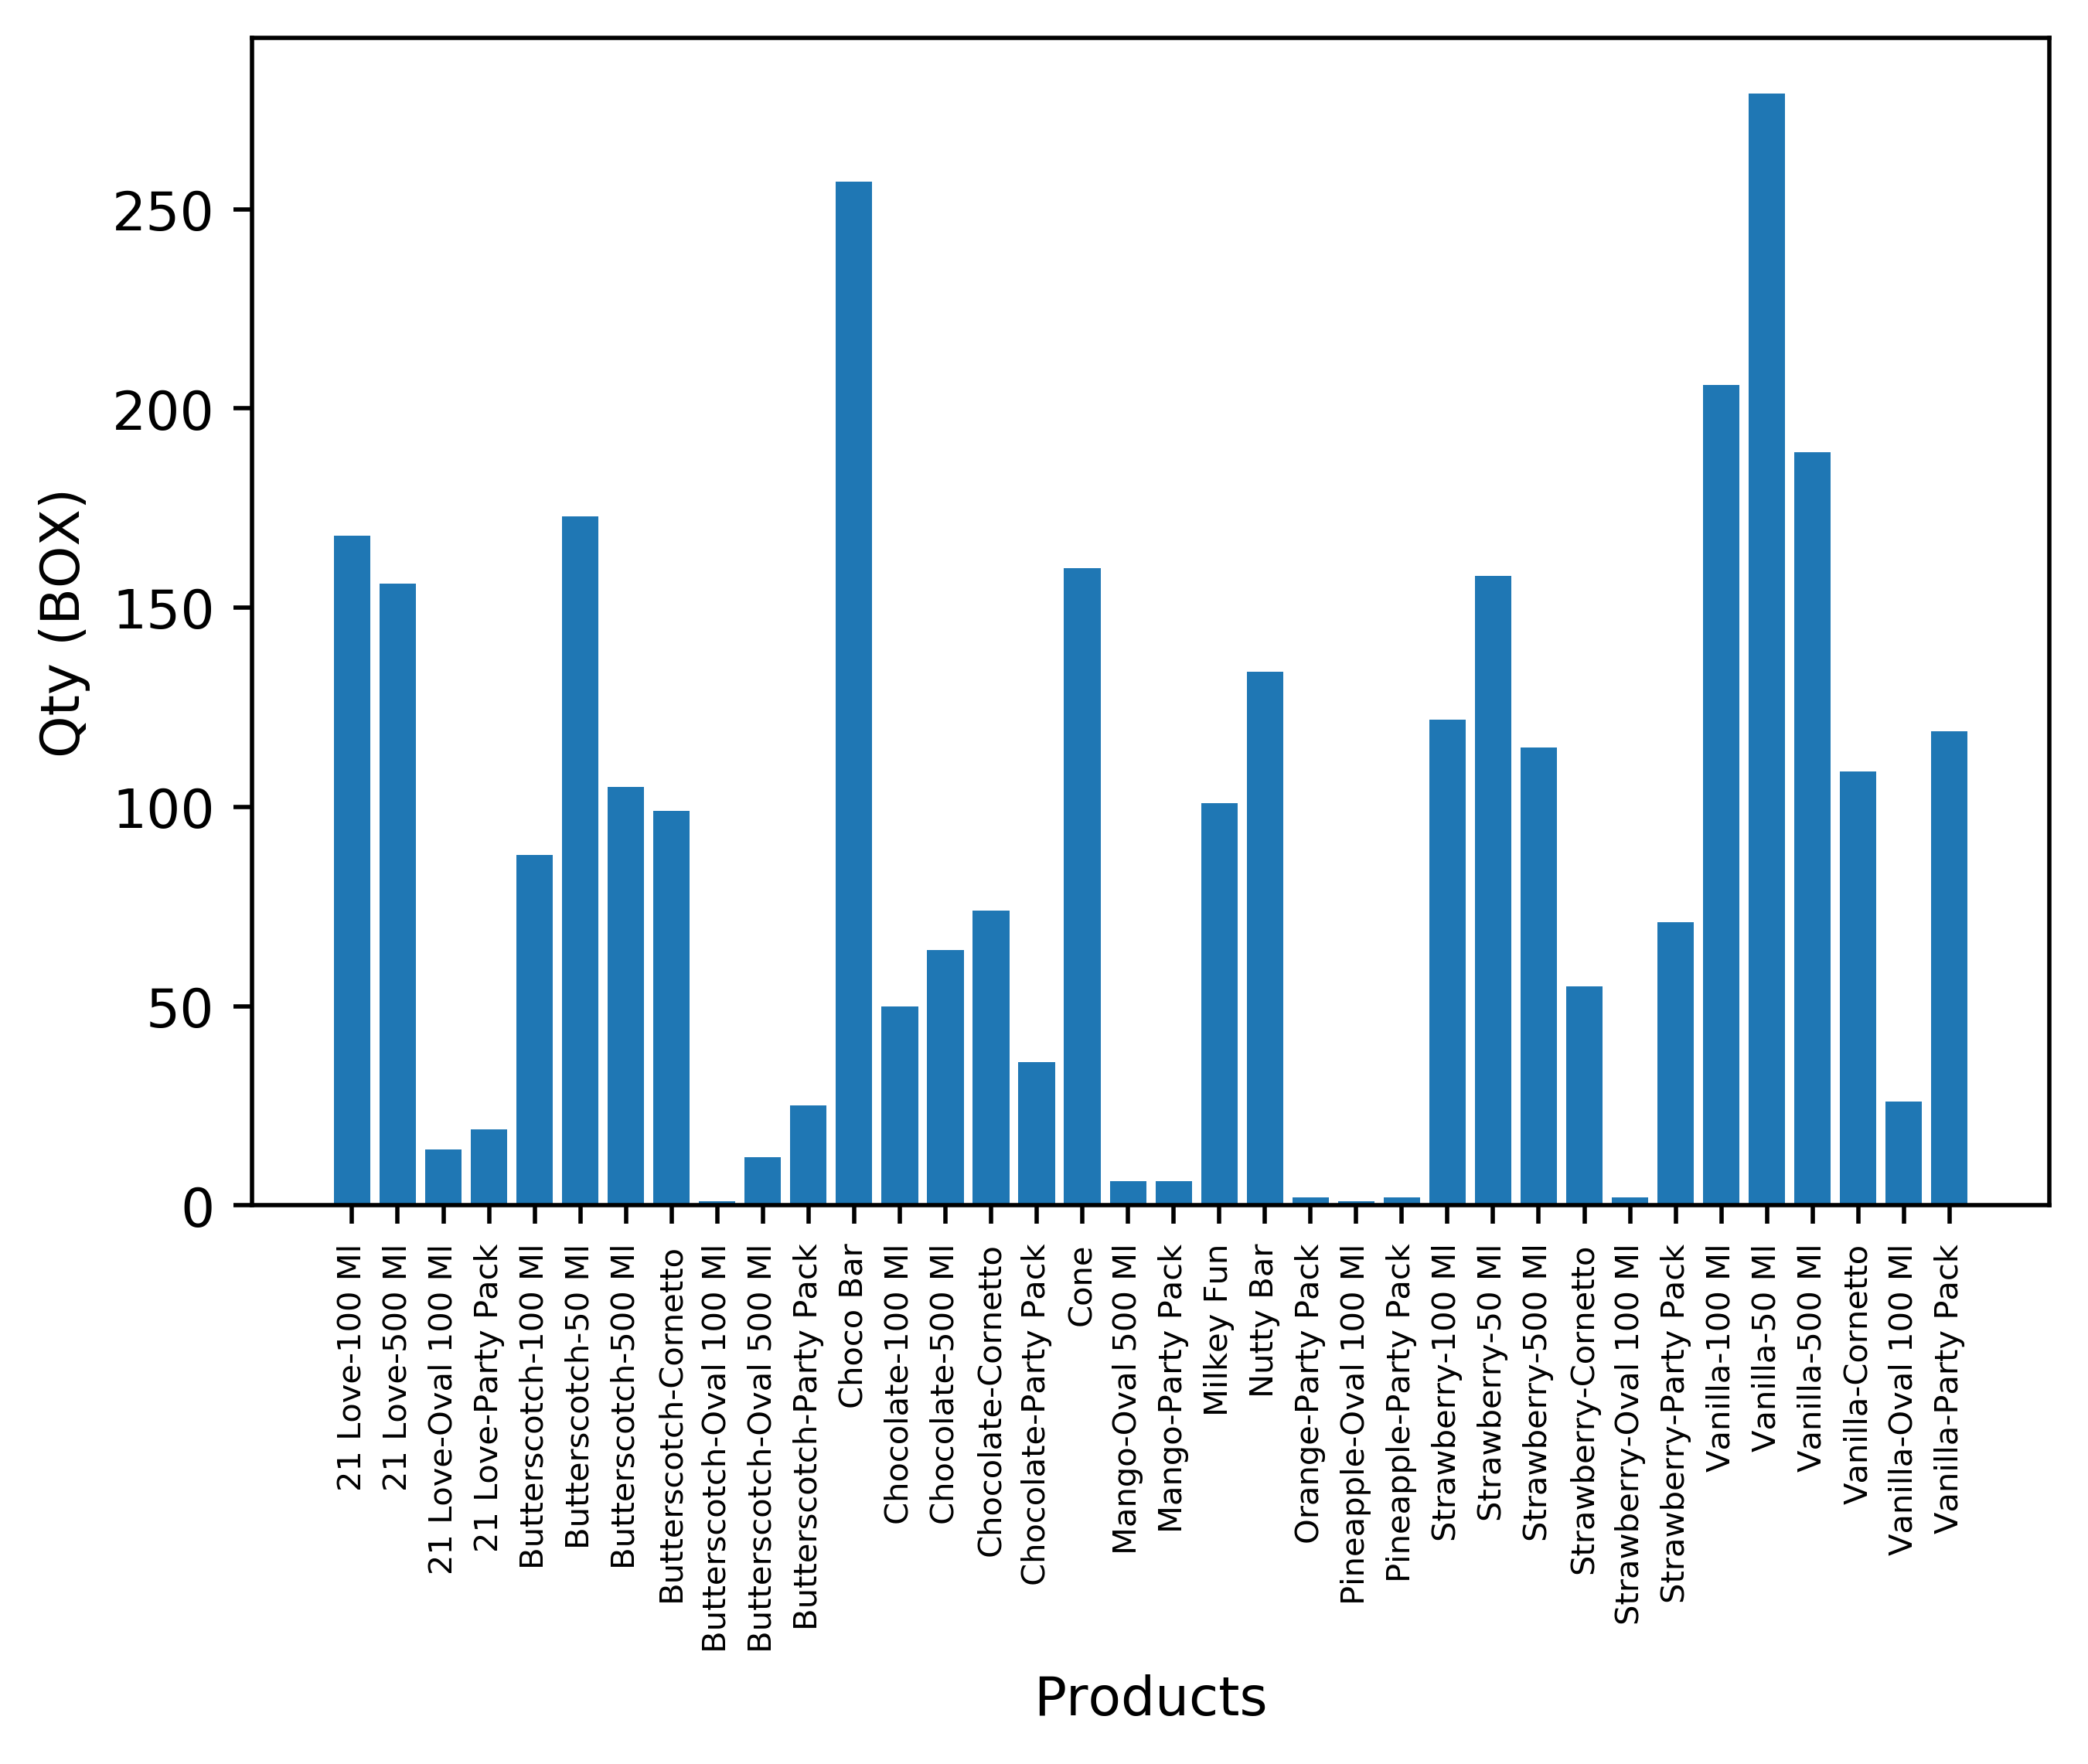 Qty (BOX)
250
200
150
100
50
0
21 Love-100 Ml
21 Love-500 Ml
21 Love-Oval 100 Ml
21 Love-Party Pack
Butterscotch-100 Ml
Butterscotch-50 Ml
Butterscotch-500 Ml
Butterscotch-Cornetto
Butterscotch-Oval 100 Ml
Butterscotch-Oval 500 Ml
Butterscotch-Party Pack
Choco Bar
Chocolate-100 Ml
Chocolate-500 Ml
Chocolate-Cornetto
Chocolate-Party Pack
Cone
Mango-Oval 500 Ml
Mango-Party Pack
Milkey Fun
Nutty Bar
Orange-Party Pack
Pineapple-Oval 100 Ml
Pineapple-Party Pack
Strawberry-100 Ml
Strawberry-50 Ml
Strawberry-500 Ml
Strawberry-Cornetto
Strawberry-Oval 100 Ml
Strawberry-Party Pack
Vanilla-100 Ml
Vanilla-50 Ml
Vanilla-500 Ml
Vanilla-Cornetto
Vanilla-Oval 100 Ml
Vanilla-Party Pack
Products